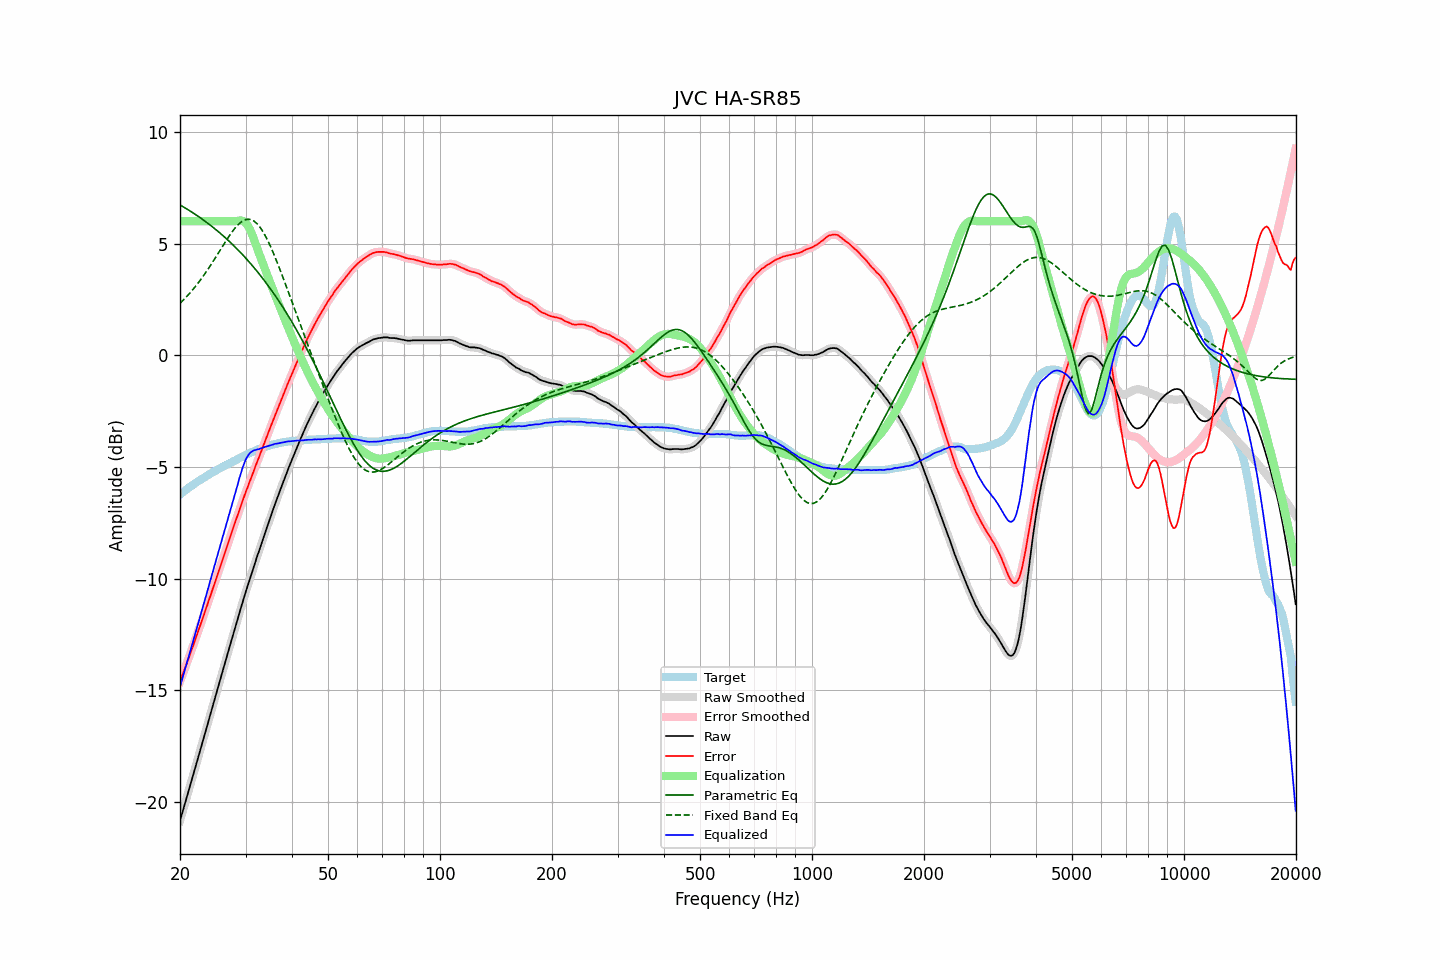 JVC HA-SR85
10
5
0
−5
−10
−15
−20
Amplitude (dBr)
20
50
100
200
500
1000
2000
5000
10000
20000
Frequency (Hz)
Target
Raw Smoothed
Error Smoothed
Raw
Error
Equalization
Parametric Eq
Fixed Band Eq
Equalized